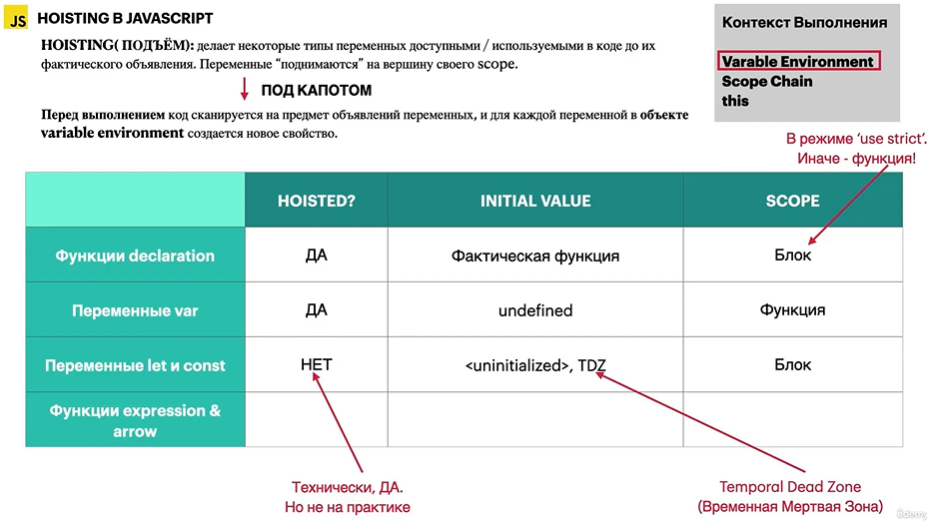 JS HOISTING В JAVASCRIPT
HOISTING( ПОДЪЁМ): делает некоторые типы переменных доступными / используемыми в коде до их
фактического объявления. Переменные “поднимаются” на вершину своего scope.
ПОД КАПОТОМ
Перед выполнением код сканируется на предмет объявлений переменных, и для каждой переменной в объекте
variable environment создается новое свойство.
Контекст Выполнения
Varable Environment
Scope Chain
this
В режиме ‘use strict’.
Иначе - функция!
HOISTED? INITIAL VALUE SCOPE
Функции declaration ДА Фактическая функция Блок
Переменные var ДА undefined Функция
Переменные let и const НЕТ <uninitialized>, TDZ Блок
Функции expression &
arrow
Технически, ДА.
Но не на практике
Temporal Dead Zone
(Временная Мертвая Зона)
ûdemy